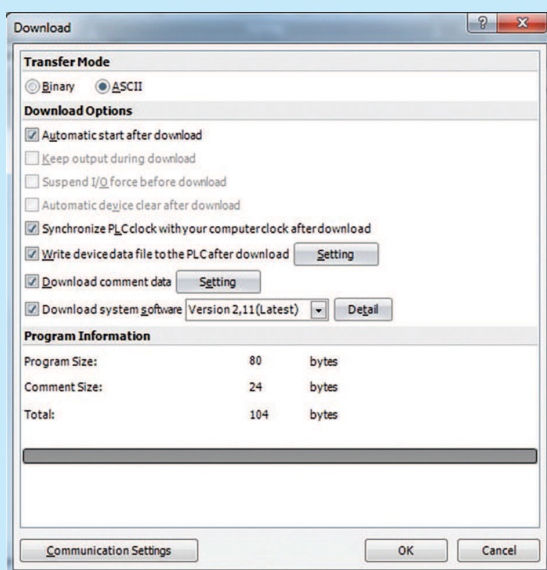 Download
Transfer Mode
Binary ASCII
Download Options
Automatic start after download
Keep output during download
Suspend I/O force before download
Automatic device clear after download
Synchronize PLC clock with your computer clock after download
Write device data file to the PLC after download Setting
Download comment data Setting
Download system software Version 2,11(Latest) Detail
Program Information
Program Size: 80 bytes
Comment Size: 24 bytes
Total: 104 bytes
Communication Settings OK Cancel